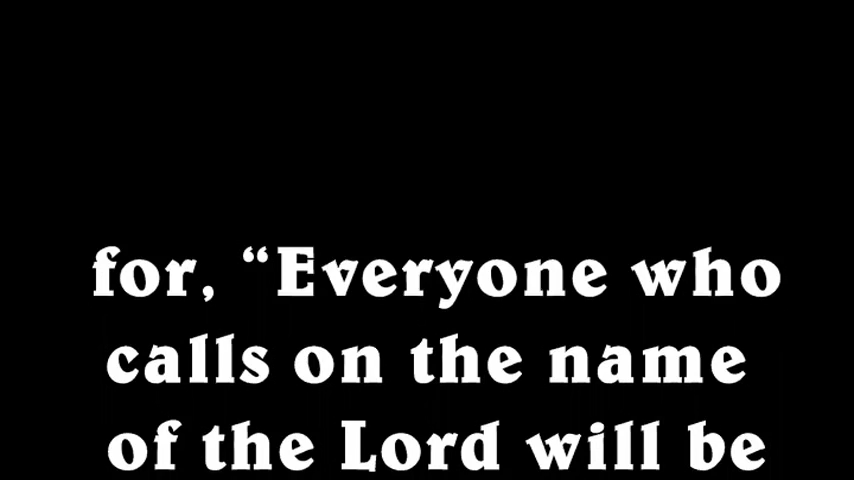 for, “Everyone who
calls on the name
of the Lord will be